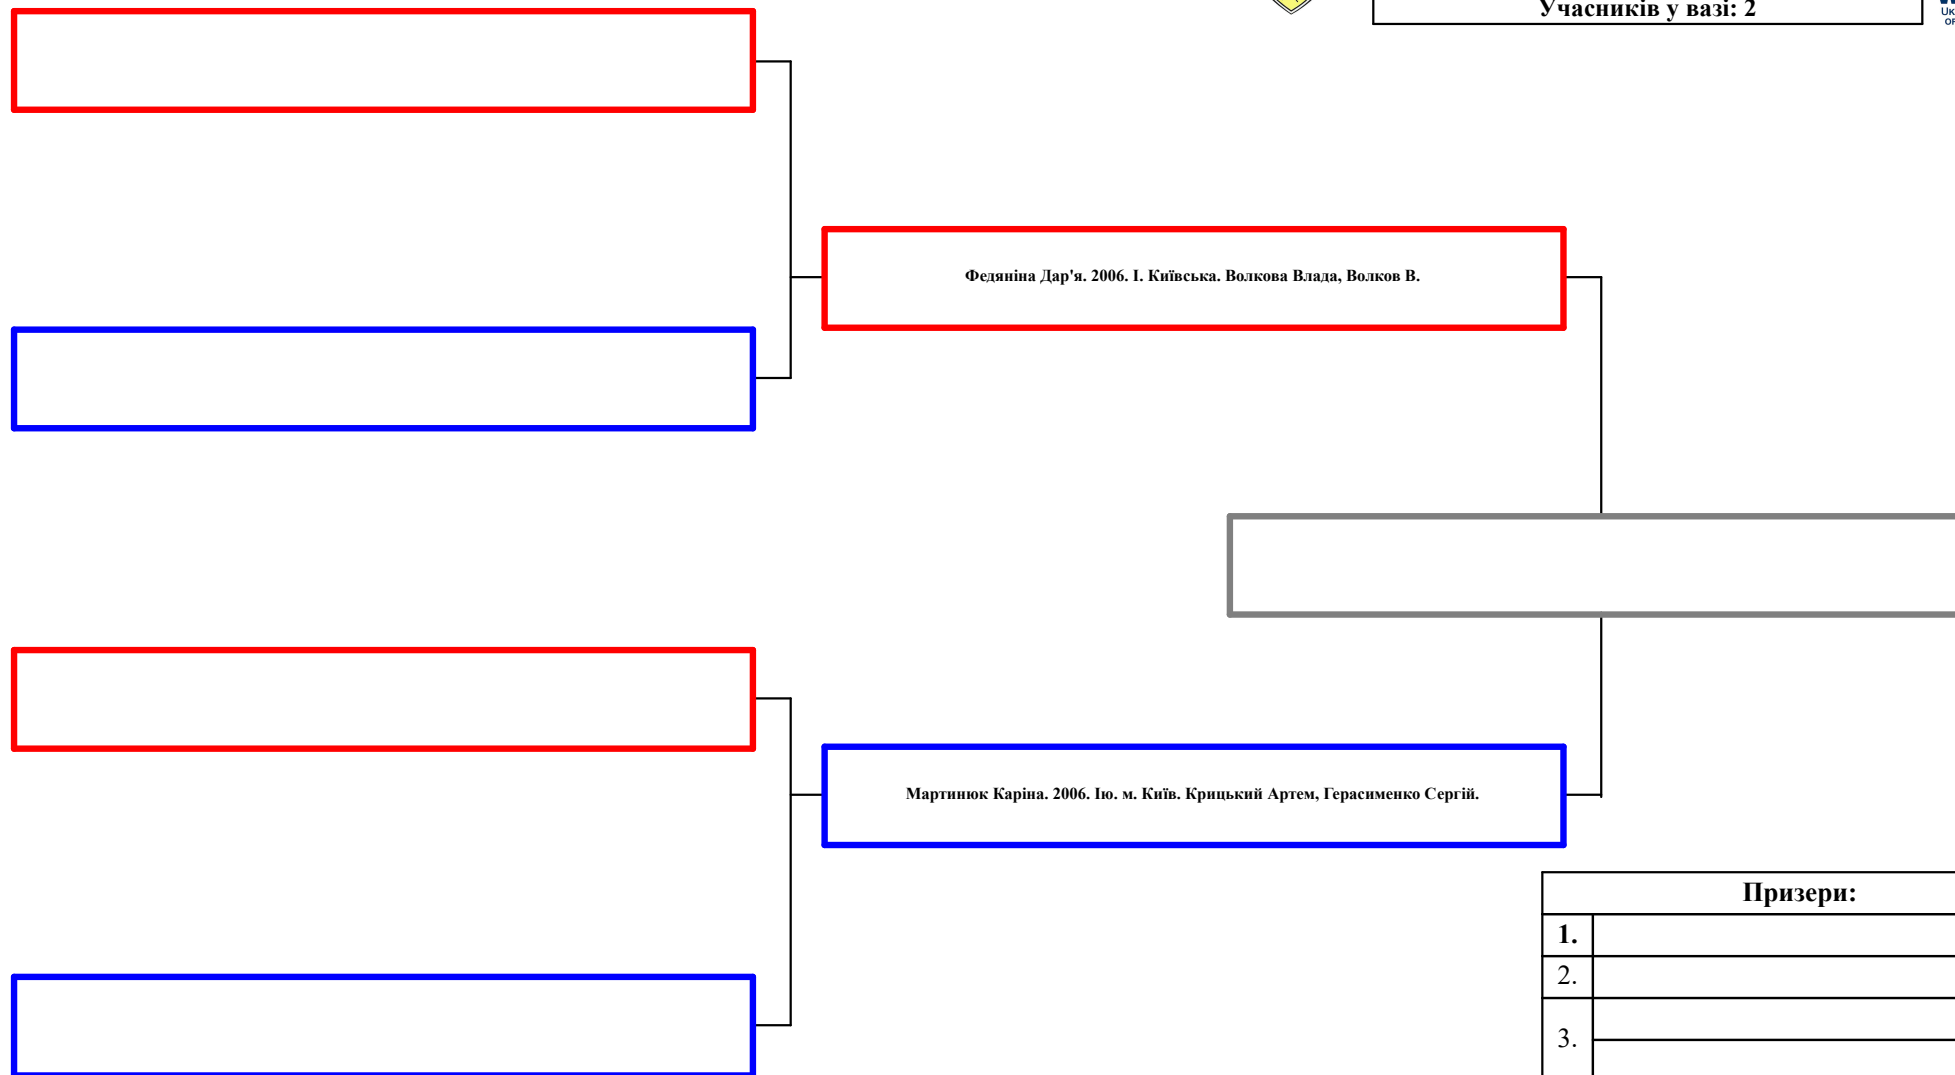 Учасників у вазі: 2
Федяніна Дар'я. 2006. І. Київська. Волкова Влада, Волков В.
Мартинюк Каріна. 2006. Ію. м. Київ. Крицький Артем, Герасименко Сергій.
Призери:
1.
2.
3.